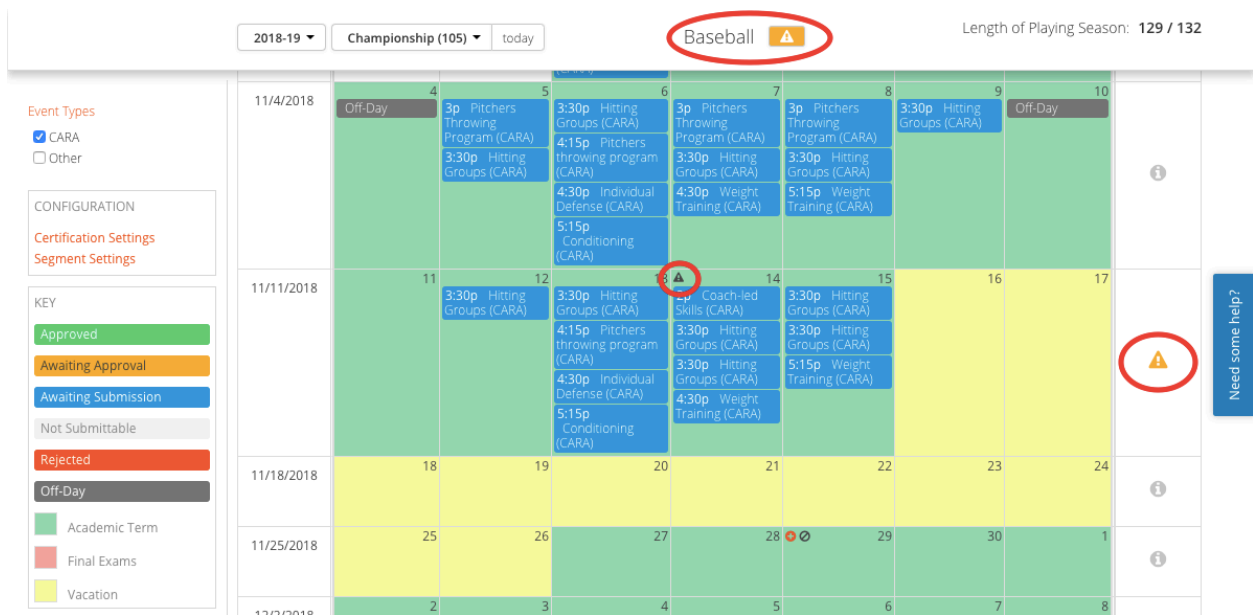 2018-19
Championship (105)
today
Baseball
Length of Playing Season: 129 / 132
Event Types
CARA
Other
CONFIGURATION
Certification Settings
Segment Settings
KEY
Approved
Awaiting Approval
Awaiting Submission
Not Submittable
Rejected
Off-Day
Academic Term
Final Exams
Vacation
(CARA)
11/4/2018
4
Off-Day
5
3p Pitchers
Throwing
Program (CARA)
3:30p Hitting
Groups (CARA)
6
3:30p Hitting
Groups (CARA)
4:15p Pitchers
throwing program
(CARA)
4:30p Individual
Defense (CARA)
5:15p
Conditioning
(CARA)
7
3p Pitchers
Throwing
Program (CARA)
3:30p Hitting
Groups (CARA)
4:30p Weight
Training (CARA)
8
3p Pitchers
Throwing
Program (CARA)
3:30p Hitting
Groups (CARA)
5:15p Weight
Training (CARA)
9
3:30p Hitting
Groups (CARA)
10
Off-Day
11/11/2018
11
12
3:30p Hitting
Groups (CARA)
13
3:30p Hitting
Groups (CARA)
4:15p Pitchers
throwing program
(CARA)
4:30p Individual
Defense (CARA)
5:15p
Conditioning
(CARA)
14
Coach-led
Skills (CARA)
3:30p Hitting
Groups (CARA)
3:30p Hitting
Groups (CARA)
4:30p Weight
Training (CARA)
15
3:30p Hitting
Groups (CARA)
3:30p Hitting
Groups (CARA)
5:15p Weight
Training (CARA)
16
17
11/18/2018
18
19
20
21
22
23
24
11/25/2018
25
26
27
28
29
30
1
12/2/2018
2
3
4
5
6
7
8
Need some help?